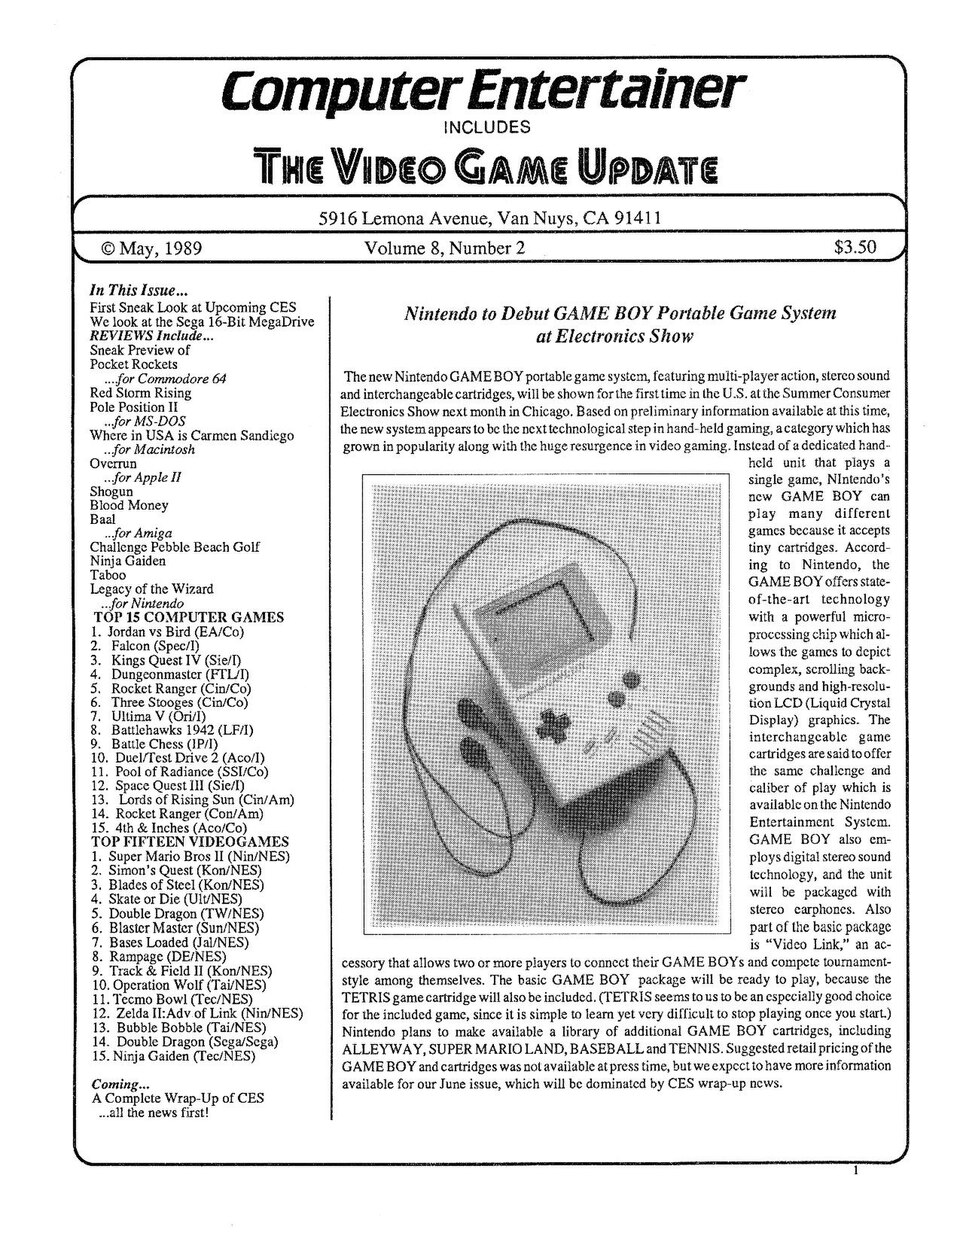 Computer Entertainer
INCLUDES
THE VIDEO GAME UPDATE
5916 Lemona Avenue, Van Nuys, CA 91411
© May, 1989 Volume 8, Number 2 $3.50
In This Issue...
First Sneak Look at Upcoming CES
We look at the Sega 16-Bit MegaDrive
REVIEWS Include...
Sneak Preview of
Pocket Rockets
....for Commodore 64
Red Storm Rising
Pole Position II
...for MS-DOS
Where in USA is Carmen Sandiego
...for Macintosh
Overrun
...for Apple II
Shogun
Blood Money
Baal
...for Amiga
Challenge Pebble Beach Golf
Ninja Gaiden
Taboo
Legacy of the Wizard
...for Nintendo
TOP 15 COMPUTER GAMES
1. Jordan vs Bird (EA/Co)
2. Falcon (Spec/I)
3. Kings Quest IV (Sie/I)
4. Dungeonmaster (FTL/I)
5. Rocket Ranger (Cin/Co)
6. Three Stooges (Cin/Co)
7. Ultima V (Ori/I)
8. Battlehawks 1942 (LF/I)
9. Battle Chess (IP/I)
10. Duel/Test Drive 2 (Aco/I)
11. Pool of Radiance (SSI/Co)
12. Space Quest III (Sie/I)
13. Lords of Rising Sun (Cin/Am)
14. Rocket Ranger (Con/Am)
15. 4th & Inches (Aco/Co)
TOP FIFTEEN VIDEOGAMES
1. Super Mario Bros II (Nin/NES)
2. Simon's Quest (Kon/NES)
3. Blades of Steel (Kon/NES)
4. Skate or Die (Ult/NES)
5. Double Dragon (TW/NES)
6. Blaster Master (Sun/NES)
7. Bases Loaded (Jal/NES)
8. Rampage (DE/NES)
9. Track & Field II (Kon/NES)
10. Operation Wolf (Tai/NES)
11. Tecmo Bowl (Tec/NES)
12. Zelda II:Adv of Link (Nin/NES)
13. Bubble Bobble (Tai/NES)
14. Double Dragon (Sega/Sega)
15. Ninja Gaiden (Tec/NES)
Coming...
A Complete Wrap-Up of CES
...all the news first!
Nintendo to Debut GAME BOY Portable Game System
at Electronics Show
The new Nintendo GAME BOY portable game system, featuring multi-player action, stereo sound
and interchangeable cartridges, will be shown for the first time in the U.S. at the Summer Consumer
Electronics Show next month in Chicago. Based on preliminary information available at this time,
the new system appears to be the next technological step in hand-held gaming, a category which has
grown in popularity along with the huge resurgence in video gaming. Instead of a dedicated hand-
held unit that plays a
single game, NIntendo's
new GAME BOY can
play many different
games because it accepts
tiny cartridges. Accord-
ing to Nintendo, the
GAME BOY offers state-
of-the-art technology
with a powerful micro-
processing chip which al-
lows the games to depict
complex, scrolling back-
grounds and high-resolu-
tion LCD (Liquid Crystal
Display) graphics. The
interchangeable game
cartridges are said to offer
the same challenge and
caliber of play which is
available on the Nintendo
Entertainment System.
GAME BOY also em-
ploys digital stereo sound
technology, and the unit
will be packaged with
stereo earphones. Also
part of the basic package
is "Video Link," an ac-
cessory that allows two or more players to connect their GAME BOYs and compete tournament-
style among themselves. The basic GAME BOY package will be ready to play, because the
TETRIS game cartridge will also be included. (TETRIS seems to us to be an especially good choice
for the included game, since it is simple to learn yet very difficult to stop playing once you start.)
Nintendo plans to make available a library of additional GAME BOY cartridges, including
ALLEYWAY, SUPER MARIO LAND, BASEBALL and TENNIS. Suggested retail pricing of the
GAME BOY and cartridges was not available at press time, but we expect to have more information
available for our June issue, which will be dominated by CES wrap-up news.
1